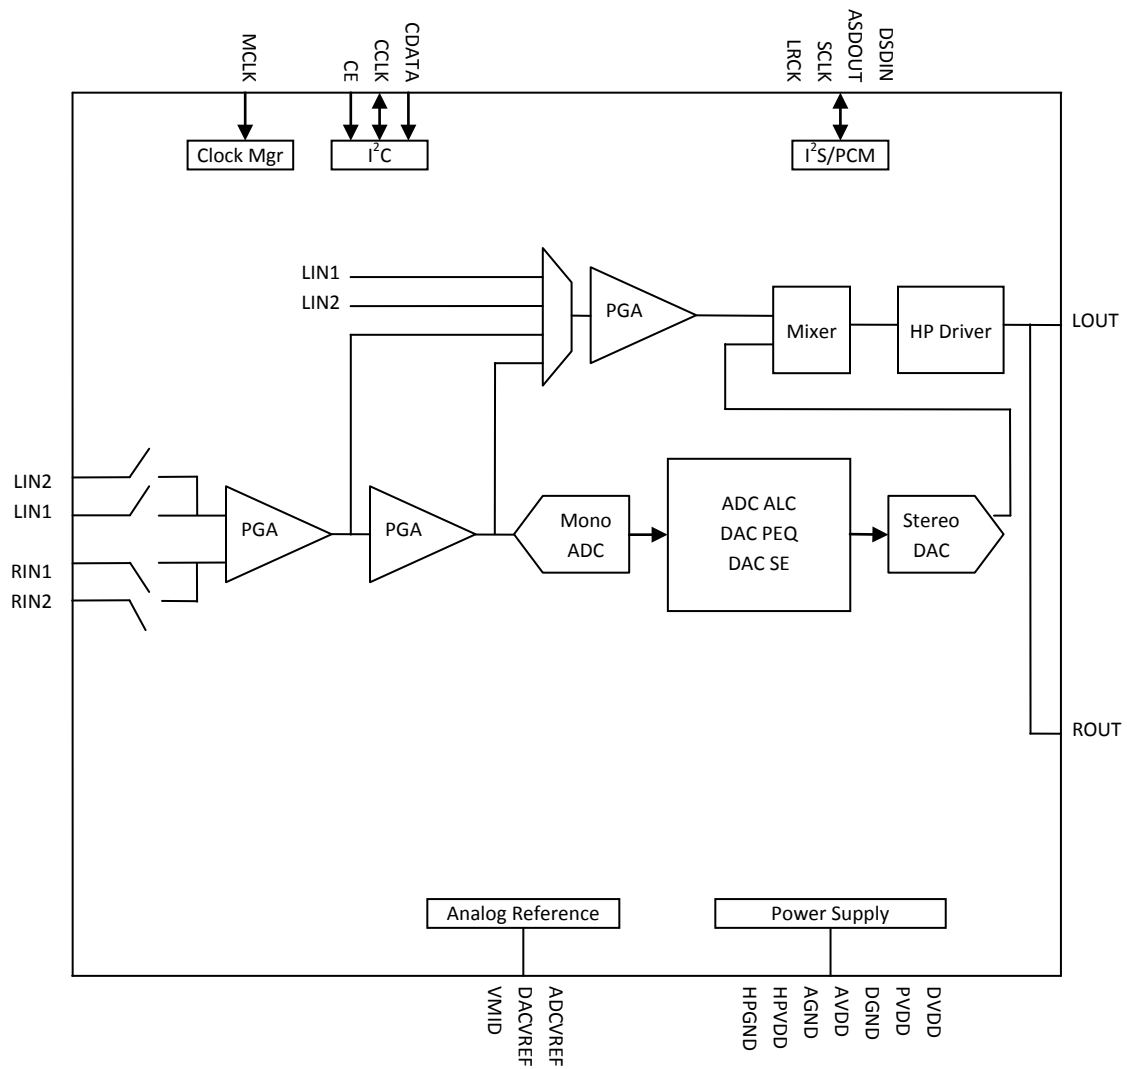 MCLK
CE
CCLK
CDATA
LRCK
SCLK
ASDOUT
DSDIN
Clock Mgr
I²C
I²S/PCM
LIN1
LIN2
PGA
Mixer
HP Driver
LOUT
LIN2
LIN1
RIN1
RIN2
PGA
PGA
Mono
ADC
ADC ALC
DAC PEQ
DAC SE
Stereo
DAC
ROUT
Analog Reference
Power Supply
VMID
DACVREF
ADCVREF
HPGND
HPVDD
AGND
AVDD
DGND
PVDD
DVDD